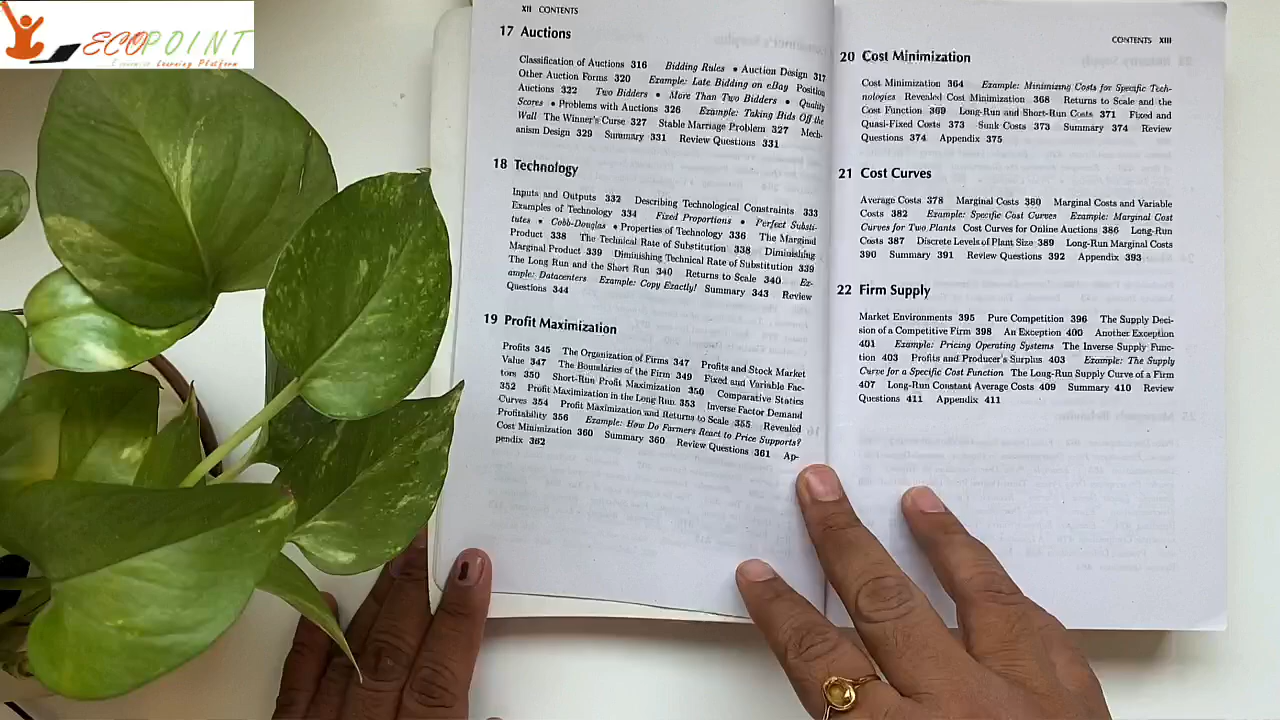 ECOPOINT
Economics Learning Platform
XII CONTENTS
17 Auctions
Classification of Auctions 316 Bidding Rules • Auction Design 317
Other Auction Forms 320 Example: Late Bidding on eBay Position
Auctions 322 Two Bidders • More Than Two Bidders • Quality
Scores • Problems with Auctions 326 Example: Taking Bids Off the
Wall The Winner's Curse 327 Stable Marriage Problem 327 Mech-
anism Design 329 Summary 331 Review Questions 331
18 Technology
Inputs and Outputs 332 Describing Technological Constraints 333
Examples of Technology 334 Fixed Proportions • Perfect Substi-
tutes • Cobb-Douglas • Properties of Technology 336 The Marginal
Product 338 The Technical Rate of Substitution 338 Diminishing
Marginal Product 339 Diminishing Technical Rate of Substitution 339
The Long Run and the Short Run 340 Returns to Scale 340 Ex-
ample: Datacenters Example: Copy Exactly! Summary 343 Review
Questions 344
19 Profit Maximization
Profits 345 The Organization of Firms 347 Profits and Stock Market
Value 347 The Boundaries of the Firm 349 Fixed and Variable Fac-
tors 350 Short-Run Profit Maximization 350 Comparative Statics
352 Profit Maximization in the Long Run 353 Inverse Factor Demand
Curves 354 Profit Maximization and Returns to Scale 355 Revealed
Profitability 356 Example: How Do Farmers React to Price Supports?
Cost Minimization 360 Summary 360 Review Questions 361 Ap-
pendix 362
CONTENTS XIII
20 Cost Minimization
Cost Minimization 364 Example: Minimizing Costs for Specific Tech-
nologies Revealed Cost Minimization 368 Returns to Scale and the
Cost Function 369 Long-Run and Short-Run Costs 371 Fixed and
Quasi-Fixed Costs 373 Sunk Costs 373 Summary 374 Review
Questions 374 Appendix 375
21 Cost Curves
Average Costs 378 Marginal Costs 380 Marginal Costs and Variable
Costs 382 Example: Specific Cost Curves Example: Marginal Cost
Curves for Two Plants Cost Curves for Online Auctions 386 Long-Run
Costs 387 Discrete Levels of Plant Size 389 Long-Run Marginal Costs
390 Summary 391 Review Questions 392 Appendix 393
22 Firm Supply
Market Environments 395 Pure Competition 396 The Supply Deci-
sion of a Competitive Firm 398 An Exception 400 Another Exception
401 Example: Pricing Operating Systems The Inverse Supply Func-
tion 403 Profits and Producer's Surplus 403 Example: The Supply
Curve for a Specific Cost Function The Long-Run Supply Curve of a Firm
407 Long-Run Constant Average Costs 409 Summary 410 Review
Questions 411 Appendix 411